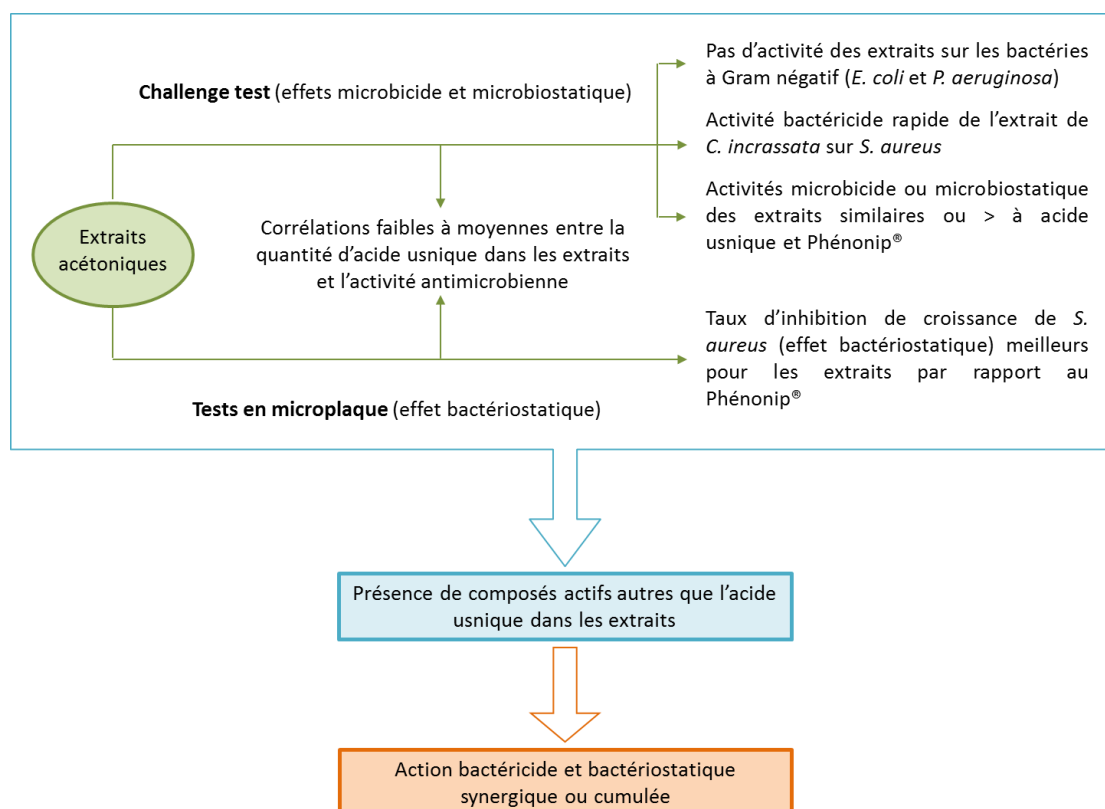 Pas d’activité des extraits sur les bactéries
à Gram négatif (E. coli et P. aeruginosa)
Challenge test (effets microbicide et microbiostatique)
Activité bactéricide rapide de l’extrait de
C. incrassata sur S. aureus
Activités microbicide ou microbiostatique
des extraits similaires ou > à acide
usnique et Phénonip®
Extraits
acétoniques
Corrélations faibles à moyennes entre la
quantité d’acide usnique dans les extraits
et l’activité antimicrobienne
Taux d’inhibition de croissance de S.
aureus (effet bactériostatique) meilleurs
pour les extraits par rapport au
Phénonip®
Tests en microplaque (effet bactériostatique)
Présence de composés actifs autres que l’acide
usnique dans les extraits
Action bactéricide et bactériostatique
synergique ou cumulée